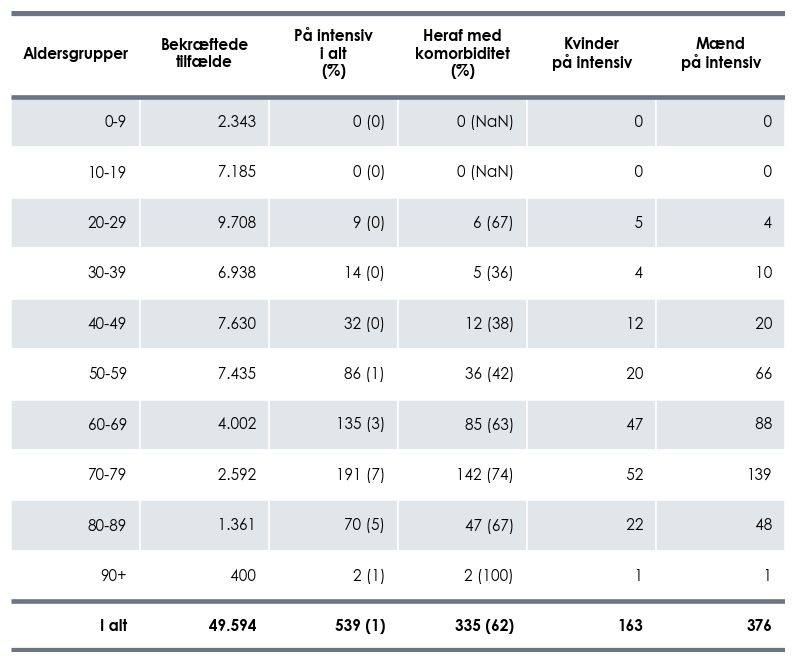 Aldersgrupper Bekræftede tilfælde På intensiv i alt (%) Heraf med komorbiditet (%) Kvinder på intensiv Mænd på intensiv
0-9 2.343 0 (0) 0 (NaN) 0 0
10-19 7.185 0 (0) 0 (NaN) 0 0
20-29 9.708 9 (0) 6 (67) 5 4
30-39 6.938 14 (0) 5 (36) 4 10
40-49 7.630 32 (0) 12 (38) 12 20
50-59 7.435 86 (1) 36 (42) 20 66
60-69 4.002 135 (3) 85 (63) 47 88
70-79 2.592 191 (7) 142 (74) 52 139
80-89 1.361 70 (5) 47 (67) 22 48
90+ 400 2 (1) 2 (100) 1 1
I alt 49.594 539 (1) 335 (62) 163 376